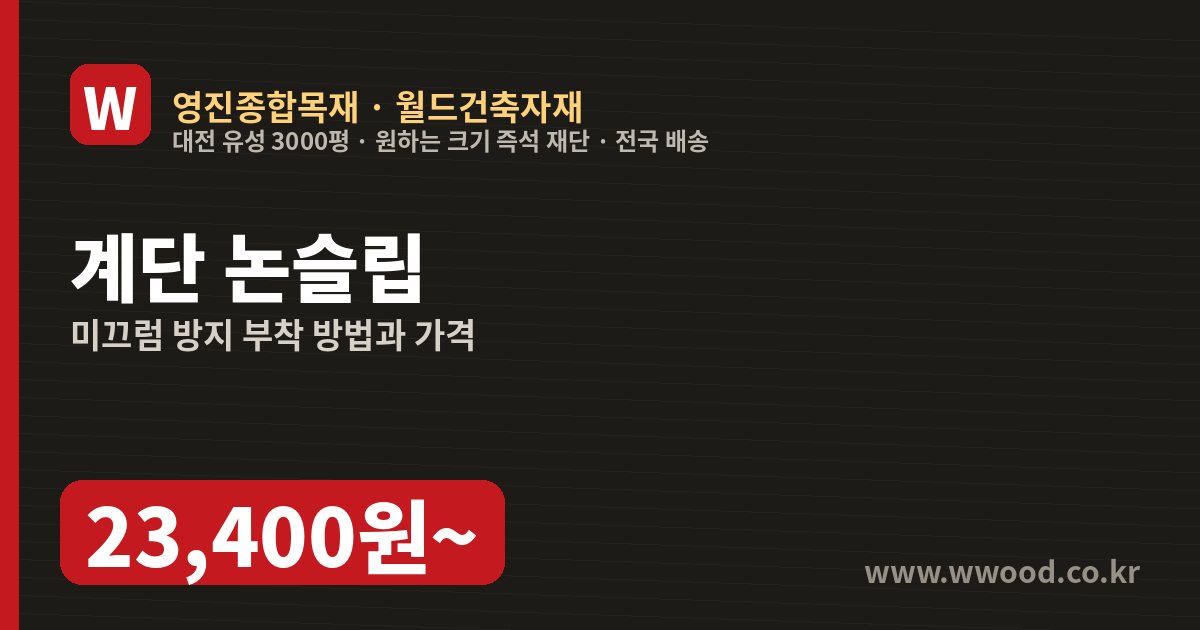 W
영진종합목재 · 월드건축자재
대전 유성 3000평 · 원하는 크기 즉석 재단 · 전국 배송
계단 논슬립
미끄럼 방지 부착 방법과 가격
23,400원~
www.wwood.co.kr